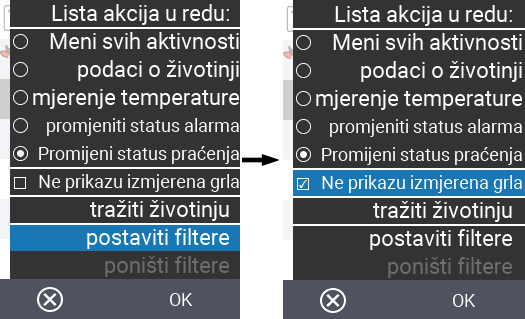 Lista akcija u redu:
Meni svih aktivnosti
podaci o životinji
mjerenje temperature
promjeniti status alarma
Promijeni status praćenja
Ne prikazu izmjerena grla
tražiti životinju
postaviti filtere
poništi filtere
OK
Lista akcija u redu:
Meni svih aktivnosti
podaci o životinji
mjerenje temperature
promjeniti status alarma
Promijeni status praćenja
Ne prikazu izmjerena grla
tražiti životinju
postaviti filtere
poništi filtere
OK